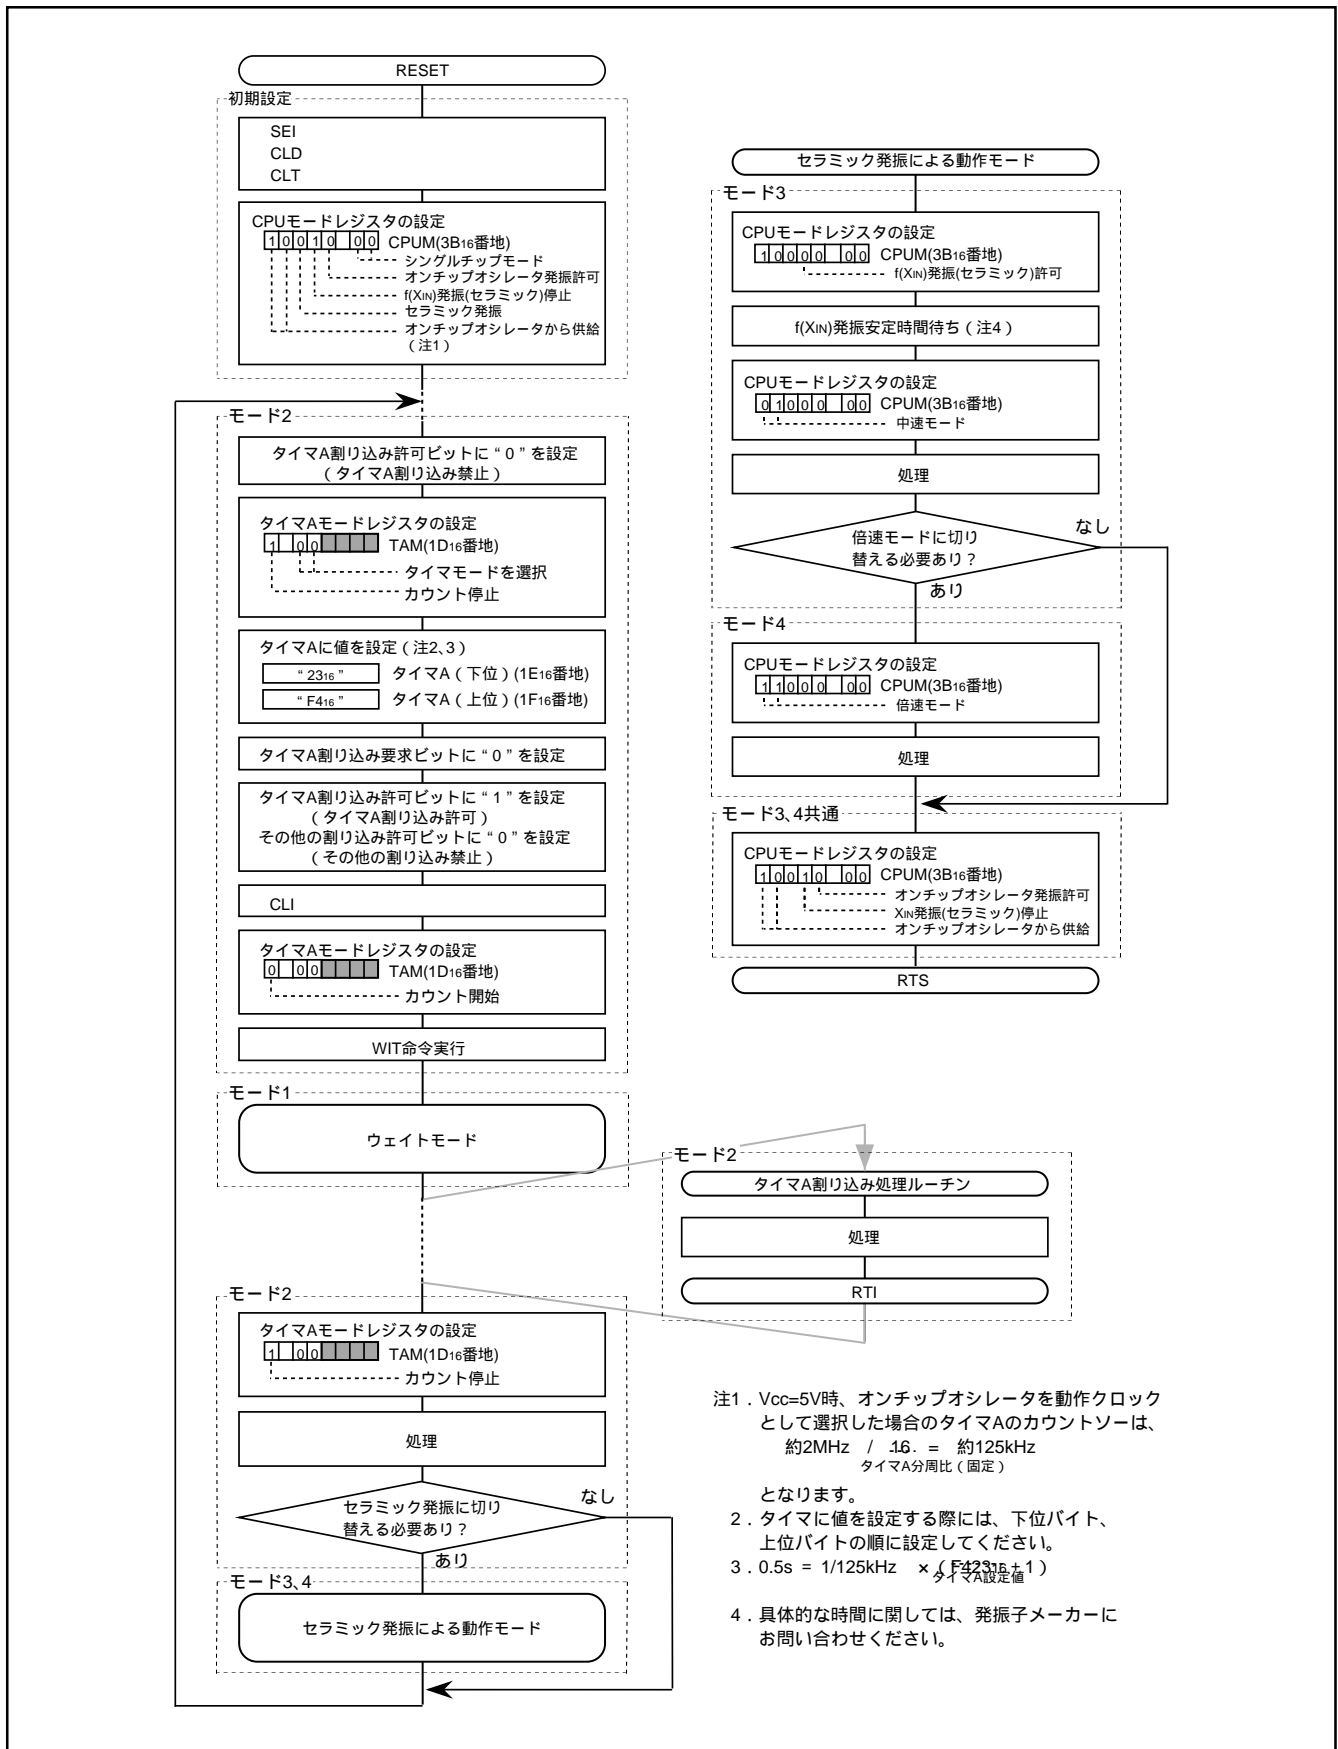 RESET
初期設定
SEI
CLD
CLT
CPUモードレジスタの設定
1 0 0 1 0 0 0 CPUM(3B16番地)
シングルチップモード
オンチップオシレータ発振許可
f(XIN)発振(セラミック)停止
セラミック発振
オンチップオシレータから供給
（注1）
モード2
タイマA割り込み許可ビットに“0”を設定
（タイマA割り込み禁止）
タイマAモードレジスタの設定
1 0 0 TAM(1D16番地)
タイマモードを選択
カウント停止
タイマAに値を設定（注2、3）
“2316” タイマA（下位）(1E16番地)
“F416” タイマA（上位）(1F16番地)
タイマA割り込み要求ビットに“0”を設定
タイマA割り込み許可ビットに“1”を設定
（タイマA割り込み許可）
その他の割り込み許可ビットに“0”を設定
（その他の割り込み禁止）
CLI
タイマAモードレジスタの設定
0 0 0 TAM(1D16番地)
カウント開始
WIT命令実行
モード1
ウェイトモード
モード2
タイマAモードレジスタの設定
1 0 0 TAM(1D16番地)
カウント停止
処理
セラミック発振に切り
替える必要あり？
なし
あり
モード3、4
セラミック発振による動作モード
セラミック発振による動作モード
モード3
CPUモードレジスタの設定
1 0 0 0 0 0 0 CPUM(3B16番地)
f(XIN)発振(セラミック)許可
f(XIN)発振安定時間待ち（注4）
CPUモードレジスタの設定
0 1 0 0 0 0 0 CPUM(3B16番地)
中速モード
処理
倍速モードに切り
替える必要あり？
なし
あり
モード4
CPUモードレジスタの設定
1 1 0 0 0 0 0 CPUM(3B16番地)
倍速モード
処理
モード3、4共通
CPUモードレジスタの設定
1 0 0 1 0 0 0 CPUM(3B16番地)
オンチップオシレータ発振許可
XIN発振(セラミック)停止
オンチップオシレータから供給
RTS
モード2
タイマA割り込み処理ルーチン
処理
RTI
注1．Vcc=5V時、オンチップオシレータを動作クロック
として選択した場合のタイマAのカウントソーは、
約2MHz / 16 = 約125kHz
タイマA分周比（固定）
となります。
2．タイマに値を設定する際には、下位バイト、
上位バイトの順に設定してください。
3．0.5s = 1/125kHz ×（F42316+1）
タイマA設定値
4．具体的な時間に関しては、発振子メーカーに
お問い合わせください。